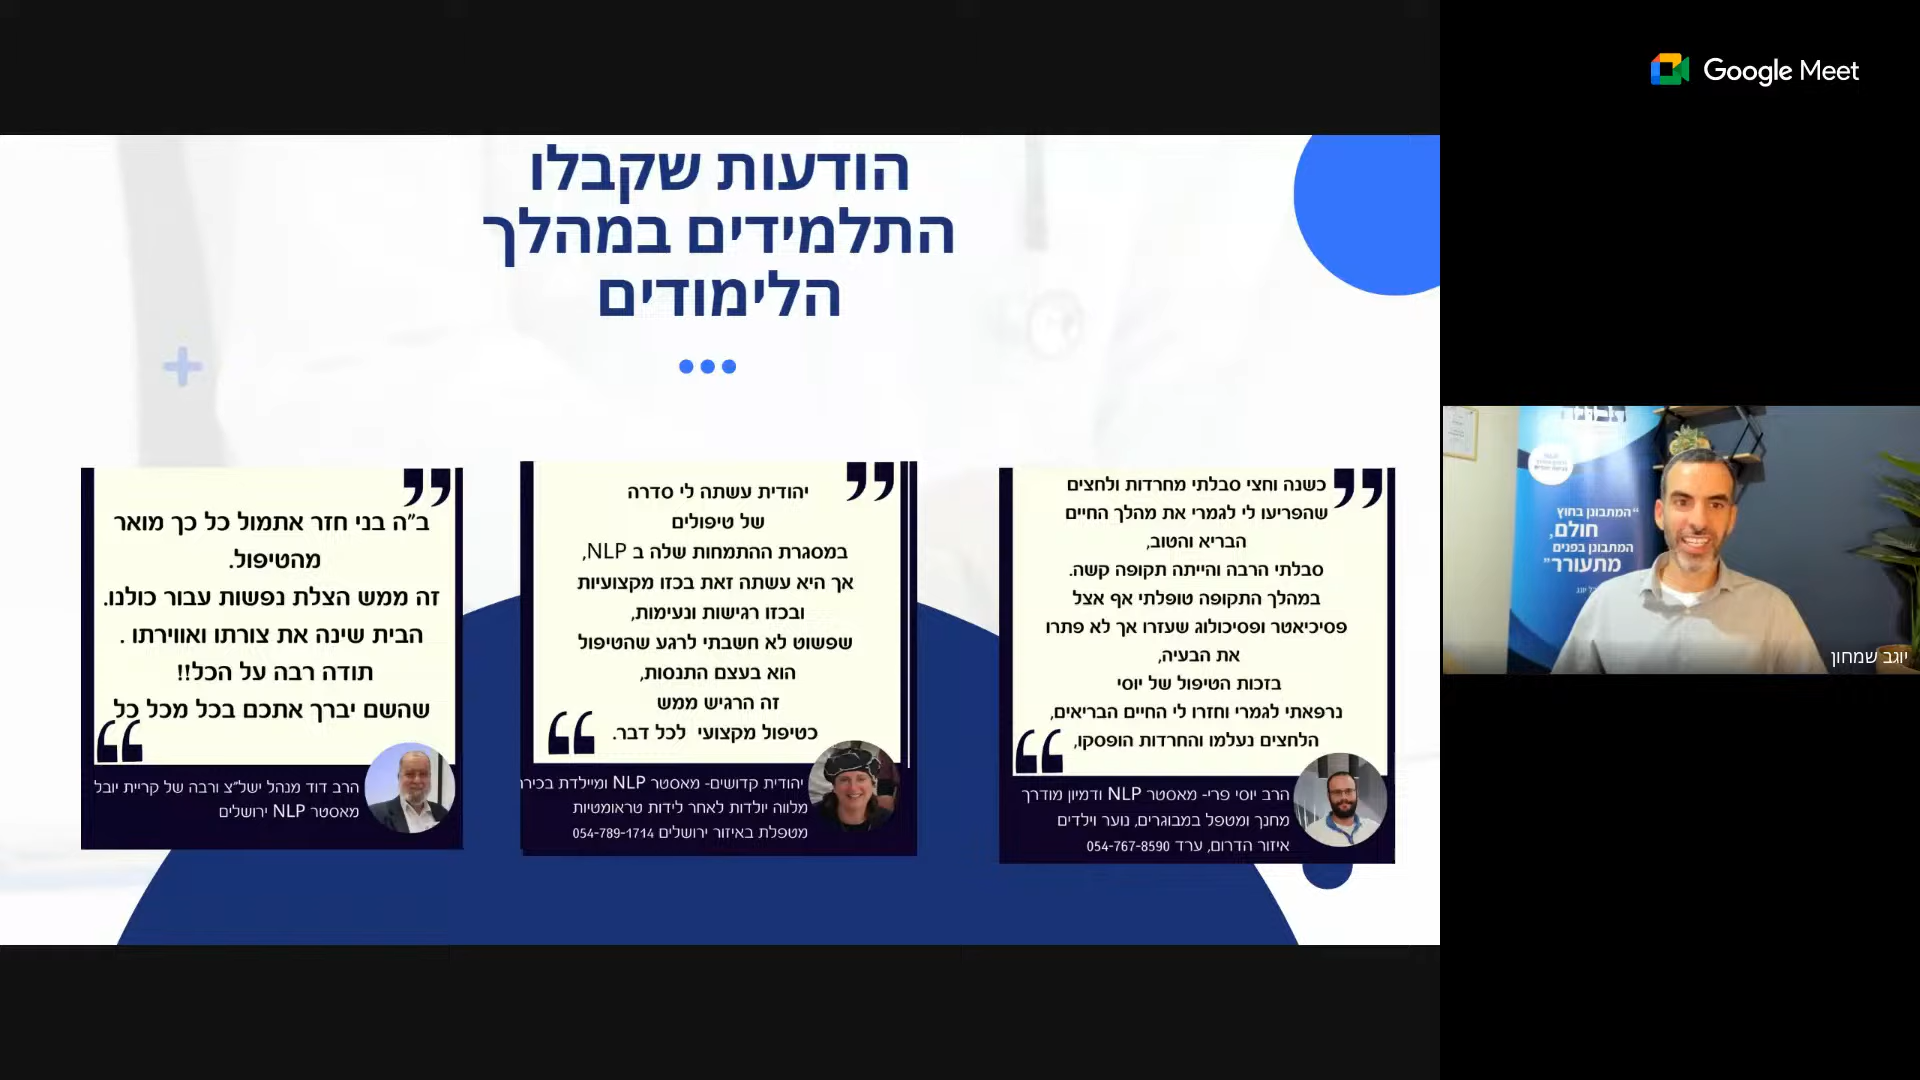 Google Meet
הודעות שקבלו
התלמידים במהלך
הלימודים
כשנה וחצי סבלתי מחרדות ולחצים
שהפריעו לי לגמרי את מהלך החיים
הבריא והטוב,
סבלתי הרבה והייתה תקופה קשה.
במהלך התקופה טופלתי אף אצל
פסיכיאטר ופסיכולוג שעזרו אך לא פתרו
את הבעיה,
בזכות הטיפול של יוסי
נרפאתי לגמרי וחזרו לי החיים הבריאים,
הלחצים נעלמו והחרדות הופסקו,
הרב יוסי פרי- מאסטר NLP ודמיון מודרך
מחנך ומטפל במבוגרים, נוער וילדים
איזור הדרום, ערד 054-767-8590
יהודית עשתה לי סדרה
של טיפולים
במסגרת ההתמחות שלה ב NLP,
אך היא עשתה זאת בכזו מקצועיות
ובכזו רגישות ונעימות,
שפשוט לא חשבתי לרגע שהטיפול
הוא בעצם התנסות,
זה הרגיש ממש
כטיפול מקצועי לכל דבר.
יהודית קדושים- מאסטר NLP ומיילדת בכירה
מלווה יולדות לאחר לידות טראומטיות
מטפלת באיזור ירושלים 054-789-1714
ב"ה בני חזר אתמול כל כך מואר
מהטיפול.
זה ממש הצלת נפשות עבור כולנו.
הבית שינה את צורתו ואווירתו .
תודה רבה על הכל!!
שהשם יברך אתכם בכל מכל כל
הרב דוד מנהל ישל"צ ורבה של קריית יובל
מאסטר NLP ירושלים
"המתבונן בחוץ
חולם,
המתבונן בפנים
מתעורר"
יוגב שמחון